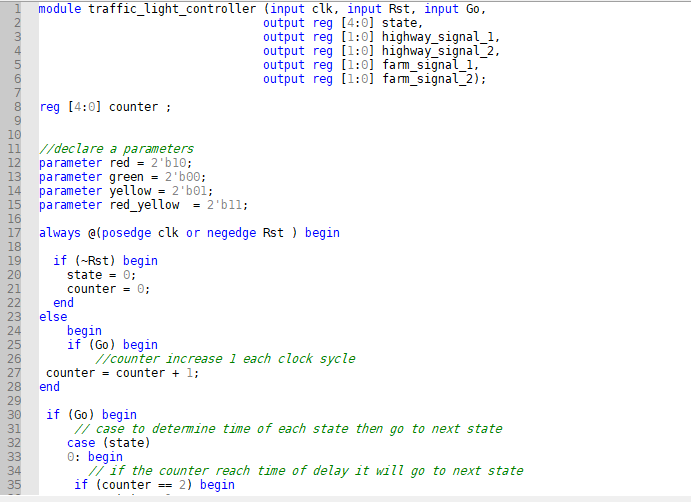 1 module traffic_light_controller (input clk, input Rst, input Go,
2 output reg [4:0] state,
3 output reg [1:0] highway_signal_1,
4 output reg [1:0] highway_signal_2,
5 output reg [1:0] farm_signal_1,
6 output reg [1:0] farm_signal_2);
7
8 reg [4:0] counter ;
9
10
11 //declare a parameters
12 parameter red = 2'b10;
13 parameter green = 2'b00;
14 parameter yellow = 2'b01;
15 parameter red_yellow  = 2'b11;
16
17 always @(posedge clk or negedge Rst ) begin
18
19 if (~Rst) begin
20 state = 0;
21 counter = 0;
22 end
23 else
24 begin
25 if (Go) begin
26 //counter increase 1 each clock sycle
27 counter = counter + 1;
28 end
29
30 if (Go) begin
31 // case to determine time of each state then go to next state
32 case (state)
33 0: begin
34 // if the counter reach time of delay it will go to next state
35 if (counter == 2) begin